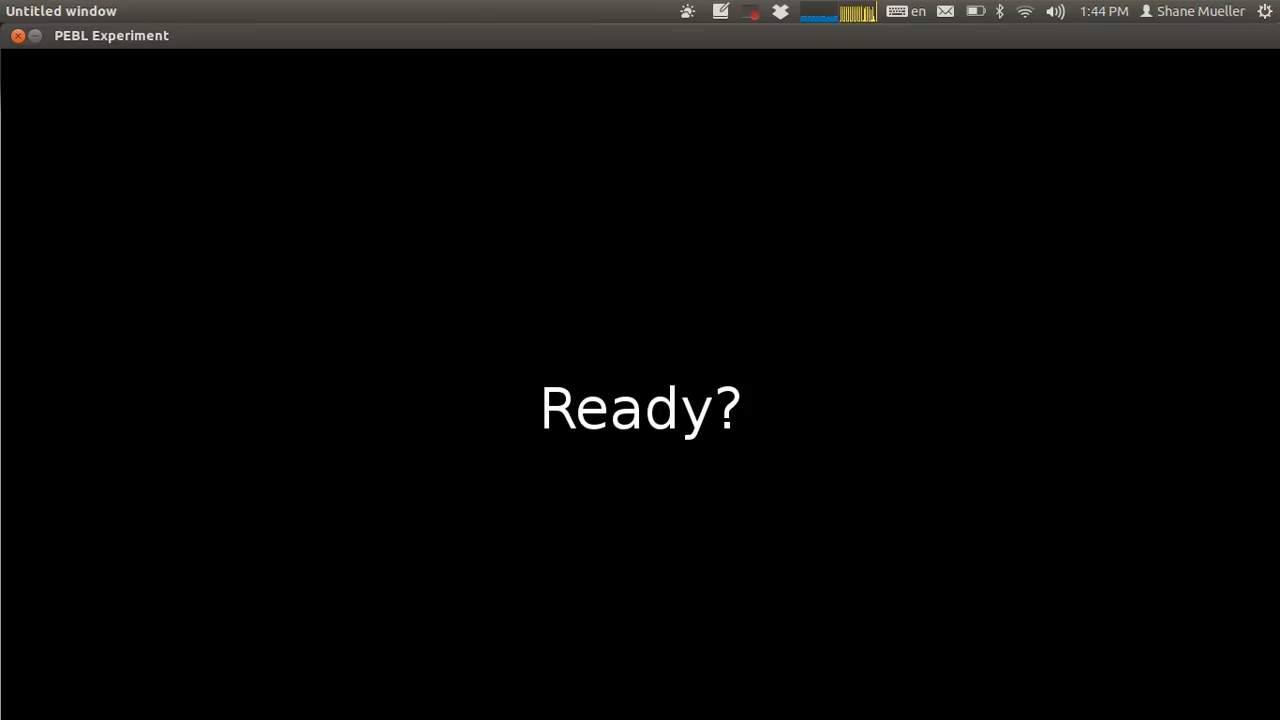 Untitled window
en
1:44 PM
Shane Mueller
PEBL Experiment
Ready?